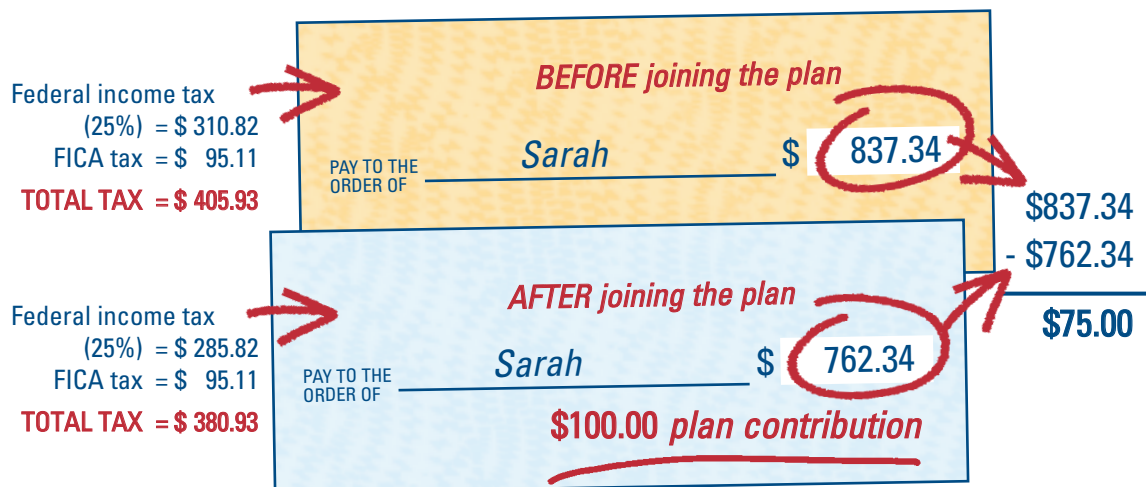 BEFORE joining the plan
Federal income tax
(25%) = $ 310.82
FICA tax = $ 95.11
TOTAL TAX = $ 405.93
PAY TO THE
ORDER OF
Sarah
$ 837.34
$837.34
- $762.34
$75.00
AFTER joining the plan
Federal income tax
(25%) = $ 285.82
FICA tax = $ 95.11
TOTAL TAX = $ 380.93
PAY TO THE
ORDER OF
Sarah
$ 762.34
$100.00 plan contribution